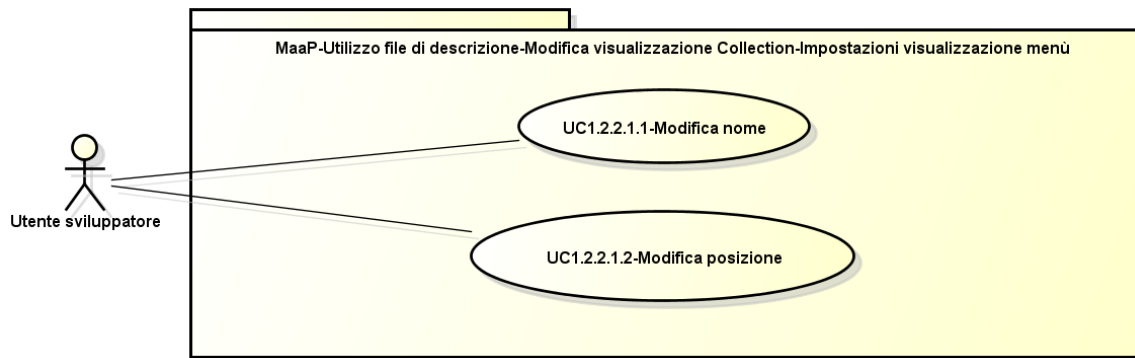 MaaP-Utilizzo file di descrizione-Modifica visualizzazione Collection-Impostazioni visualizzazione menù
UC1.2.2.1.1-Modifica nome
Utente sviluppatore
UC1.2.2.1.2-Modifica posizione